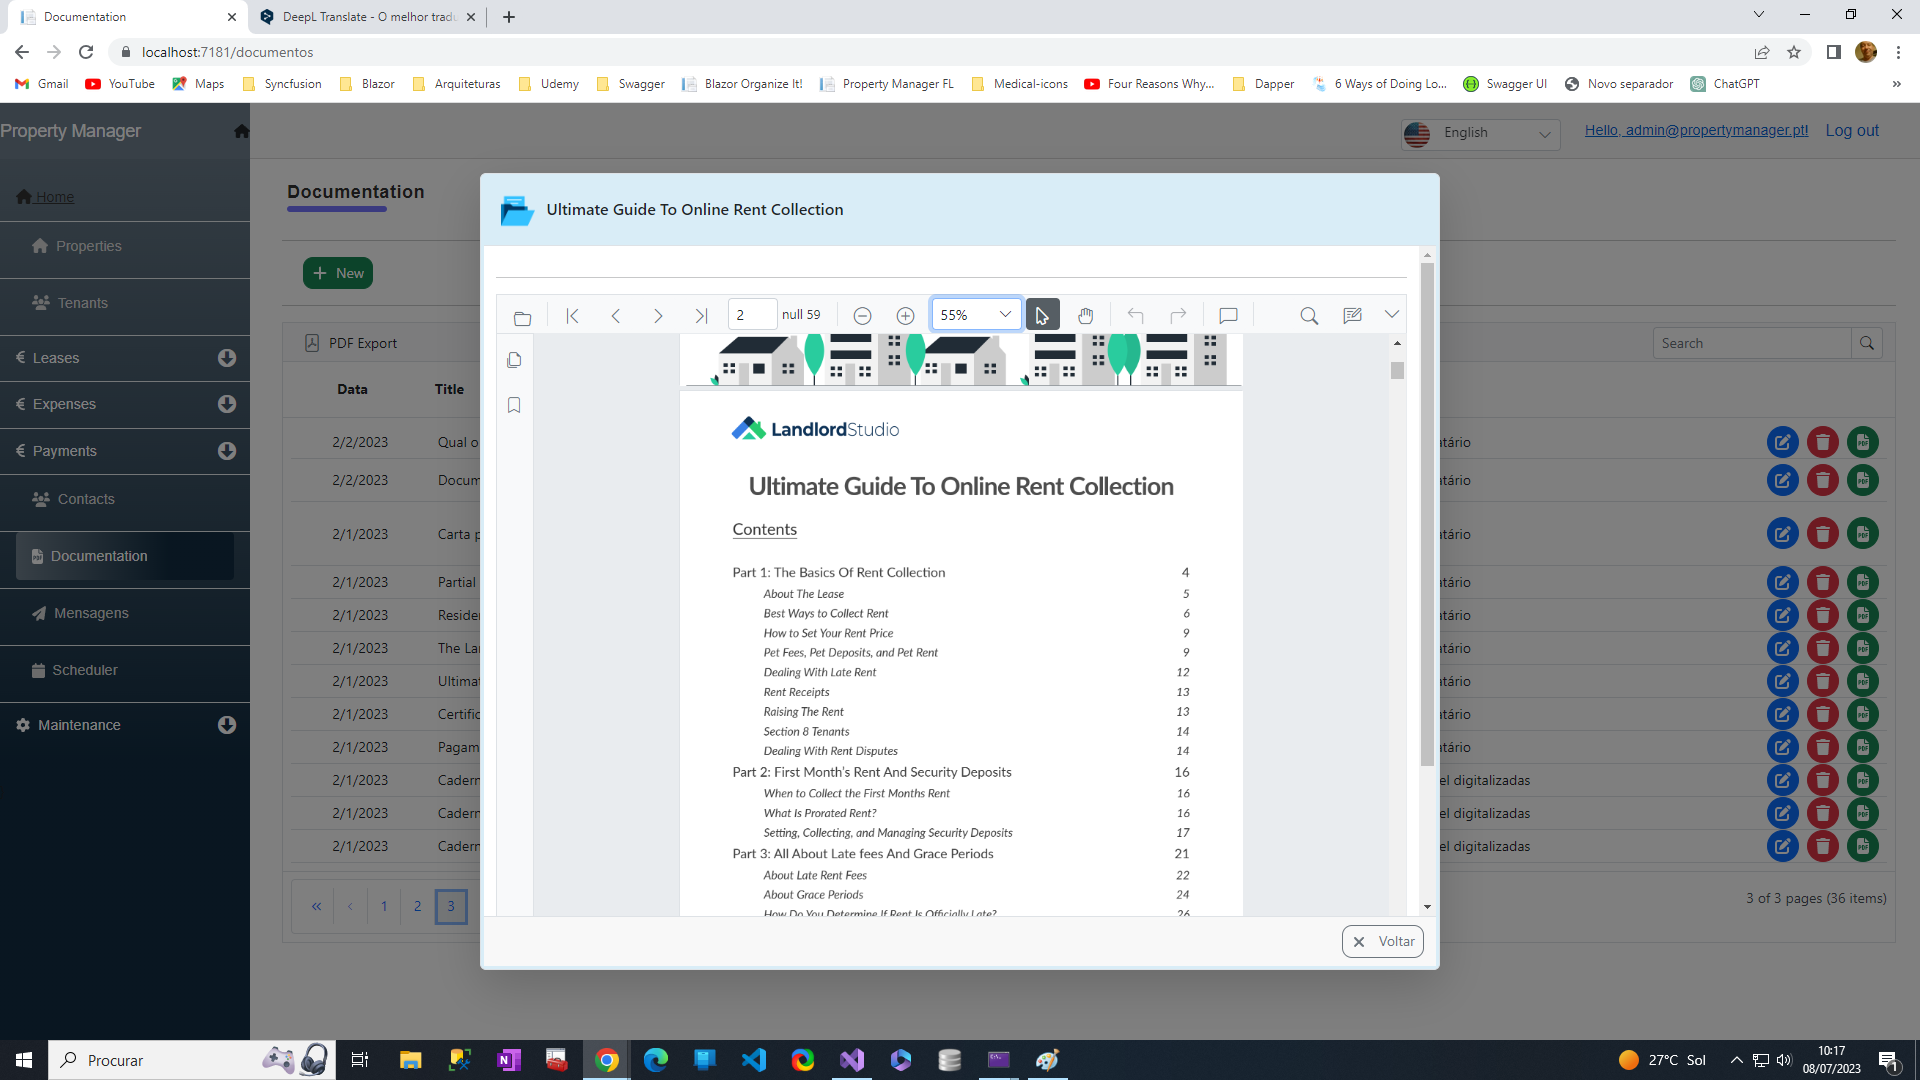 Documentation
DeepL Translate - O melhor tradu
localhost:7181/documentos
Gmail
YouTube
Maps
Syncfusion
Blazor
Arquiteturas
Udemy
Swagger
Blazor Organize It!
Property Manager FL
Medical-icons
Four Reasons Why...
Dapper
6 Ways of Doing Lo...
Swagger UI
Novo separador
ChatGPT
»
Property Manager
English
Hello, admin@propertymanager.pt!
Log out
Home
Properties
Tenants
€ Leases
€ Expenses
€ Payments
Contacts
Documentation
Mensagens
Scheduler
Maintenance
Documentation
+ New
PDF Export
Search
Data Title
2/2/2023 Qual o
2/2/2023 Docum
2/1/2023 Carta p
2/1/2023 Partial
2/1/2023 Reside
2/1/2023 The La
2/1/2023 Ultima
2/1/2023 Certific
2/1/2023 Pagam
2/1/2023 Cadern
2/1/2023 Cadern
2/1/2023 Cadern
« ‹ 1 2 3
Ultimate Guide To Online Rent Collection
2 null 59
55%
LandlordStudio
Ultimate Guide To Online Rent Collection
Contents
Part 1: The Basics Of Rent Collection 4
About The Lease 5
Best Ways to Collect Rent 6
How to Set Your Rent Price 9
Pet Fees, Pet Deposits, and Pet Rent 9
Dealing With Late Rent 12
Rent Receipts 13
Raising The Rent 13
Section 8 Tenants 14
Dealing With Rent Disputes 14
Part 2: First Month's Rent And Security Deposits 16
When to Collect the First Months Rent 16
What Is Prorated Rent? 16
Setting, Collecting, and Managing Security Deposits 17
Part 3: All About Late fees And Grace Periods 21
About Late Rent Fees 22
About Grace Periods 24
How Do You Determine If Rent Is Officially Late? 26
Voltar
atário
atário
atário
atário
atário
atário
atário
atário
atário
el digitalizadas
el digitalizadas
el digitalizadas
3 of 3 pages (36 items)
Procurar
27°C Sol
10:17
08/07/2023
1